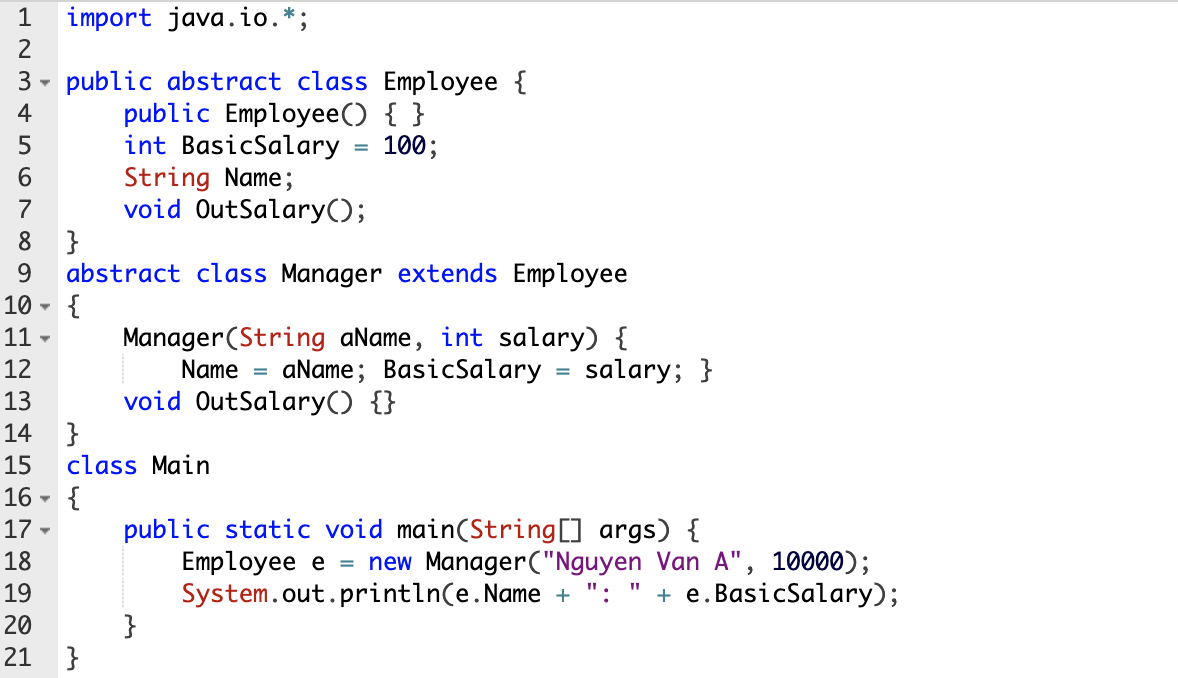 1 import java.io.*;
2
3 public abstract class Employee {
4     public Employee() { }
5     int BasicSalary = 100;
6     String Name;
7     void OutSalary();
8 }
9 abstract class Manager extends Employee
10 {
11     Manager(String aName, int salary) {
12         Name = aName; BasicSalary = salary; }
13     void OutSalary() {}
14 }
15 class Main
16 {
17     public static void main(String[] args) {
18         Employee e = new Manager("Nguyen Van A", 10000);
19         System.out.println(e.Name + ": " + e.BasicSalary);
20     }
21 }